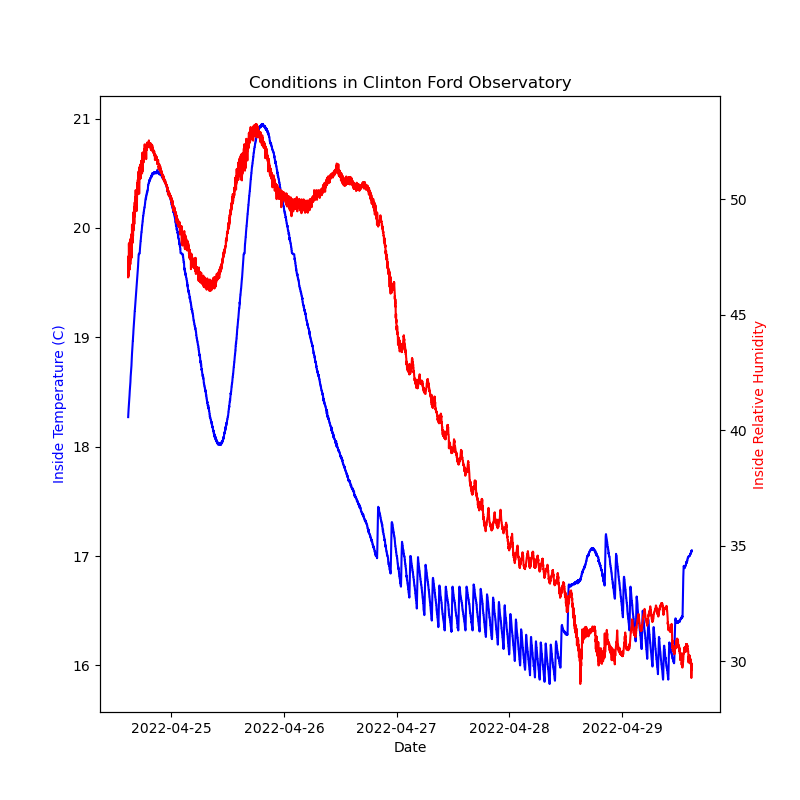 Conditions in Clinton Ford Observatory
21
20
19
18
17
16
Inside Temperature (C)
50
45
40
35
30
Inside Relative Humidity
2022-04-25 2022-04-26 2022-04-27 2022-04-28 2022-04-29
Date